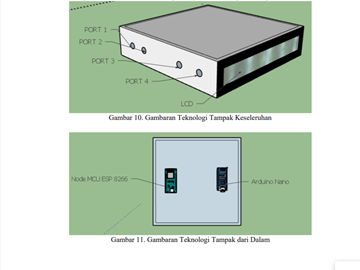 PORT 1
PORT 2
PORT 3
PORT 4
LCD
Gambar 10. Gambaran Teknologi Tampak Keseleruhan
Node MCU ESP 8266
Arduino Nano
Gambar 11. Gambaran Teknologi Tampak dari Dalam